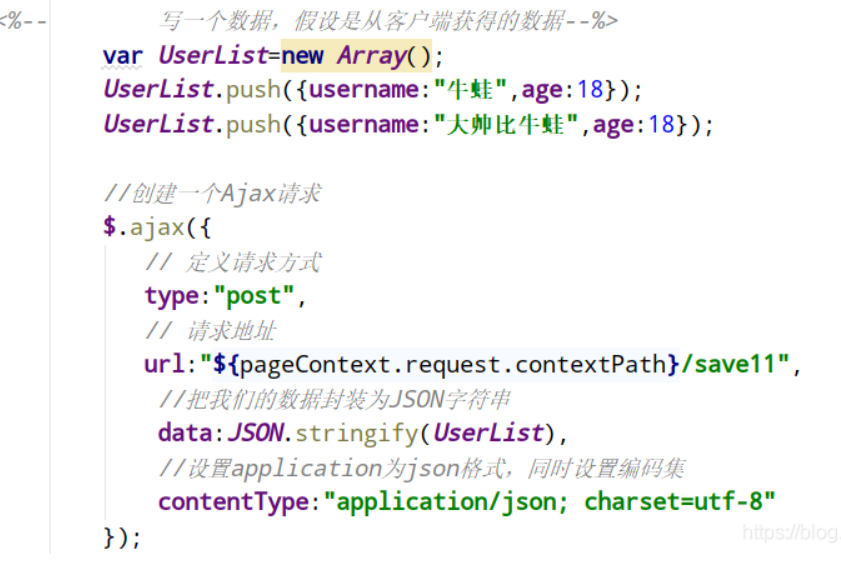 <%-- 写一个数据，假设是从客户端获得的数据--%>
var UserList=new Array();
UserList.push({username:"牛蛙",age:18});
UserList.push({username:"大帅比牛蛙",age:18});
//创建一个Ajax请求
$.ajax({
// 定义请求方式
type:"post",
// 请求地址
url:"${pageContext.request.contextPath}/save11",
//把我们的数据封装为JSON字符串
data:JSON.stringify(UserList),
//设置application为json格式，同时设置编码集
contentType:"application/json; charset=utf-8"
});
https://blog.